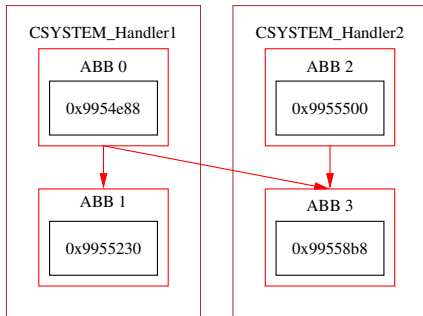 CSYSTEM_Handler1
ABB 0
0x9954e88
ABB 1
0x9955230
CSYSTEM_Handler2
ABB 2
0x9955500
ABB 3
0x99558b8